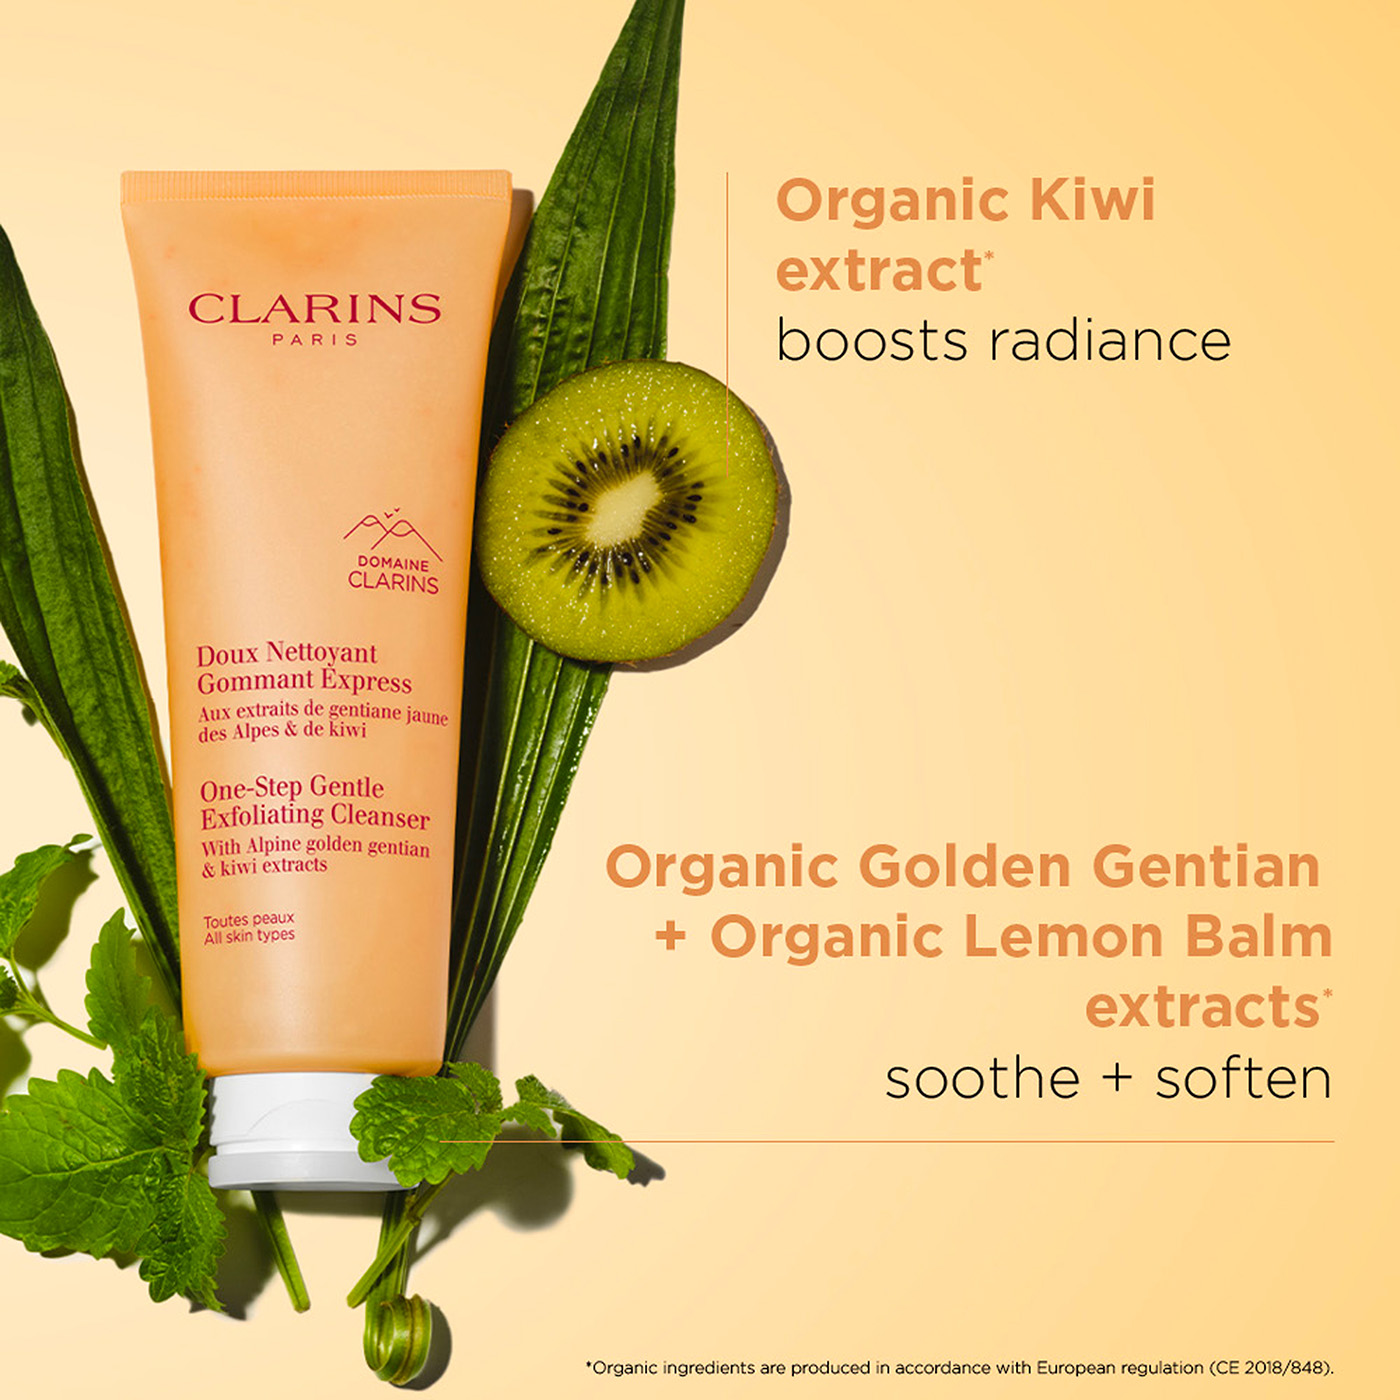 CLARINS
PARIS
DOMAINE
CLARINS
Doux Nettoyant
Gommant Express
Aux extraits de gentiane jaune
des Alpes & de kiwi
One-Step Gentle
Exfoliating Cleanser
With Alpine golden gentian
& kiwi extracts
Toutes peaux
All skin types
Organic Kiwi
extract*
boosts radiance
Organic Golden Gentian
+ Organic Lemon Balm
extracts*
soothe + soften
*Organic ingredients are produced in accordance with European regulation (CE 2018/848).